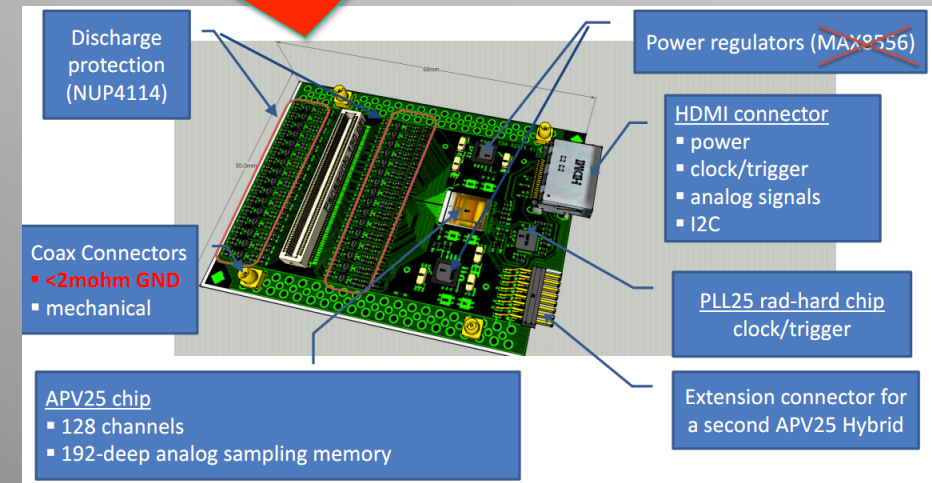 Discharge
protection
(NUP4114)
Power regulators (MAX8556)
68mm
HDMI connector
▪ power
▪ clock/trigger
▪ analog signals
▪ I2C
50.0mm
HDMI
Coax Connectors
▪ <2mohm GND
▪ mechanical
PLL25 rad-hard chip
clock/trigger
APV25 chip
▪ 128 channels
▪ 192-deep analog sampling memory
Extension connector for
a second APV25 Hybrid